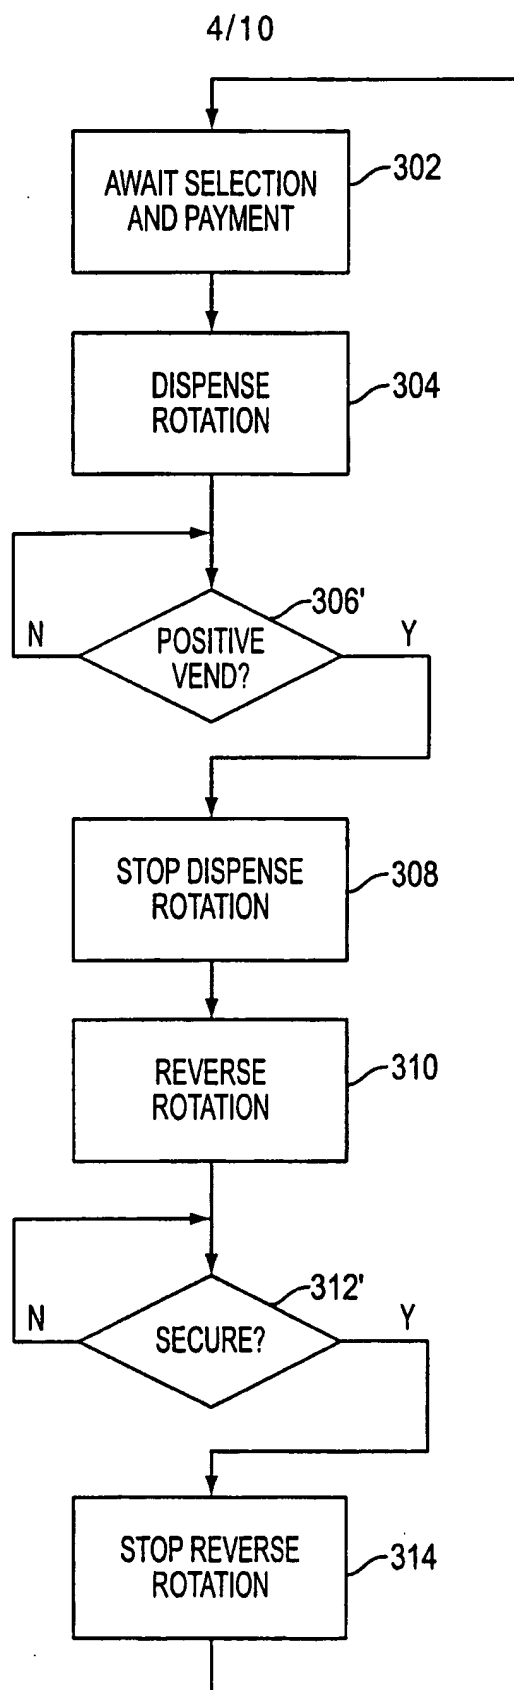 4/10
AWAIT SELECTION
AND PAYMENT
302
DISPENSE
ROTATION
304
306'
N
POSITIVE
VEND?
Y
STOP DISPENSE
ROTATION
308
REVERSE
ROTATION
310
312'
N
SECURE?
Y
STOP REVERSE
ROTATION
314